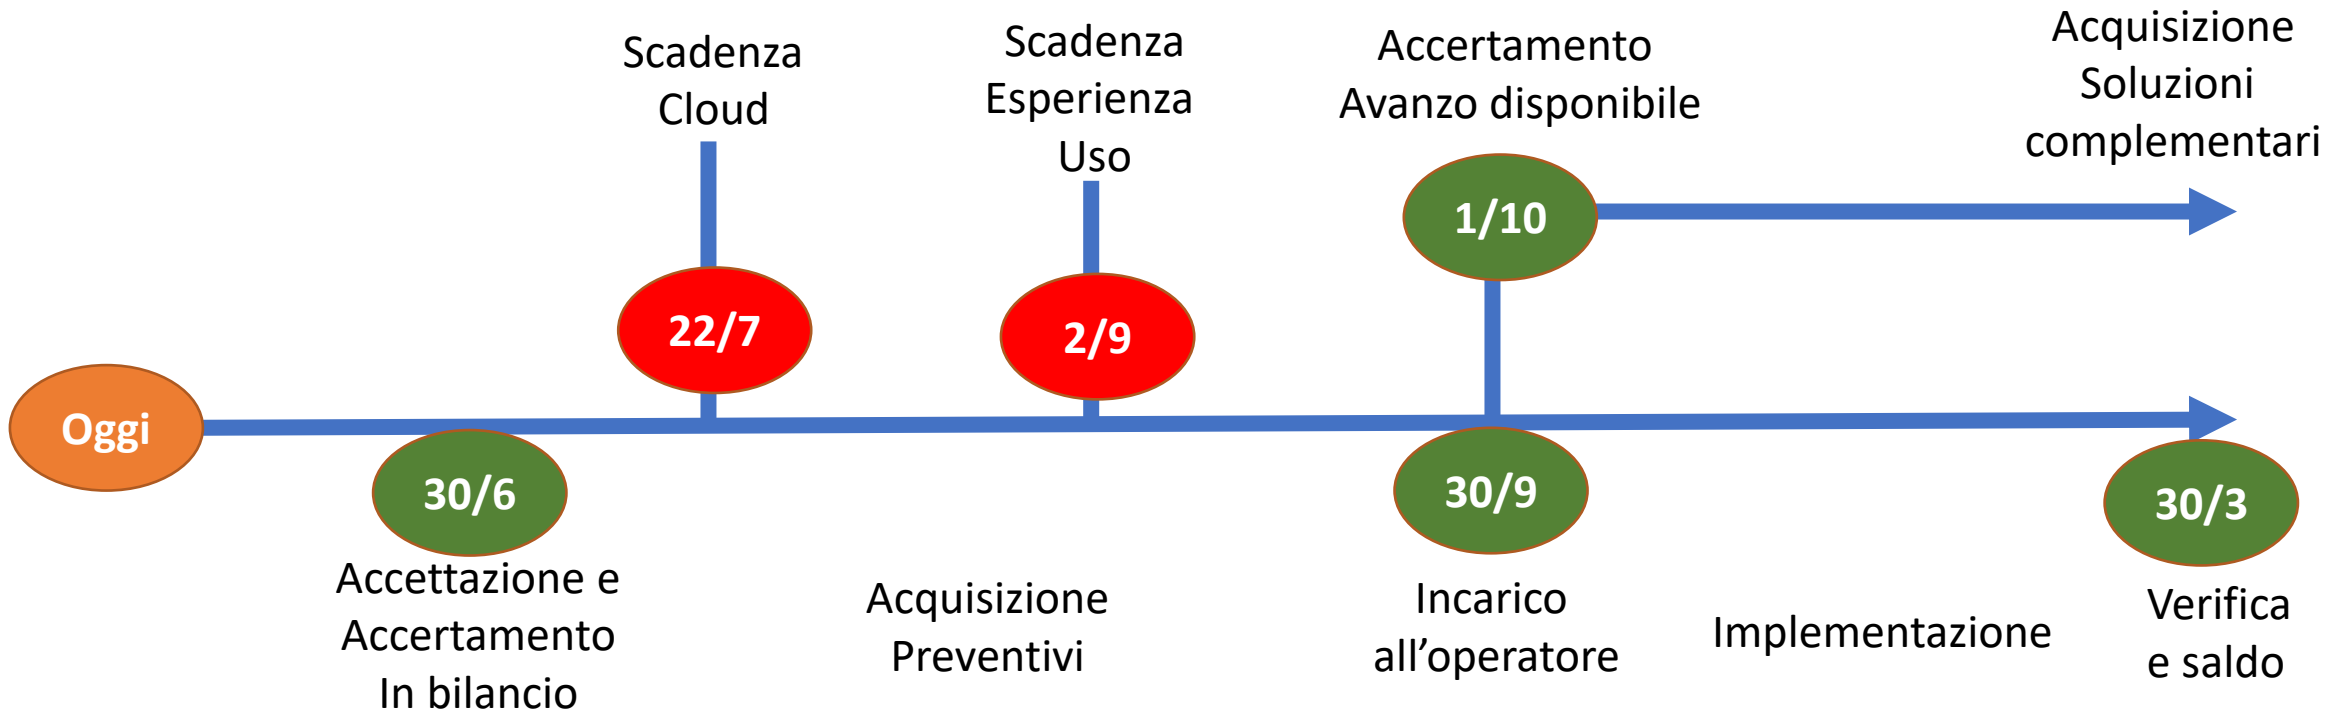 Scadenza
Cloud
Scadenza
Esperienza
Uso
Accertamento
Avanzo disponibile
Acquisizione
Soluzioni
complementari
1/10
22/7
2/9
Oggi
30/6
30/9
30/3
Accettazione e
Accertamento
In bilancio
Acquisizione
Preventivi
Incarico
all’operatore
Implementazione
Verifica
e saldo